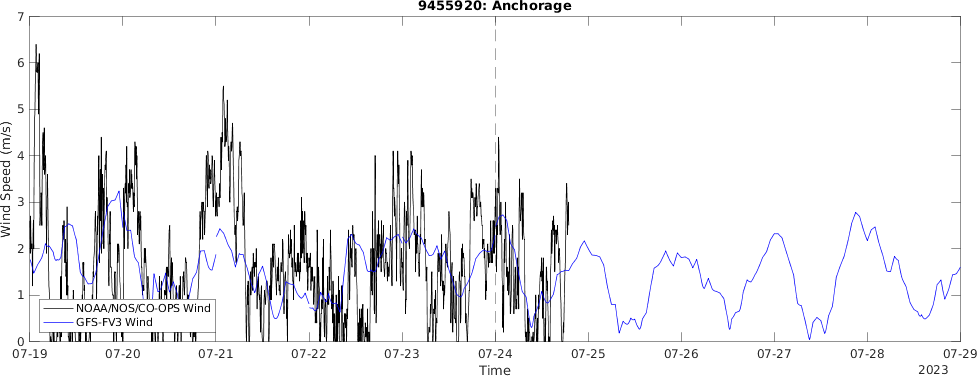 9455920: Anchorage
7
6
5
4
3
2
1
0
Wind Speed (m/s)
NOAA/NOS/CO-OPS Wind
GFS-FV3 Wind
07-19 07-20 07-21 07-22 07-23 07-24 07-25 07-26 07-27 07-28 07-29
Time
2023